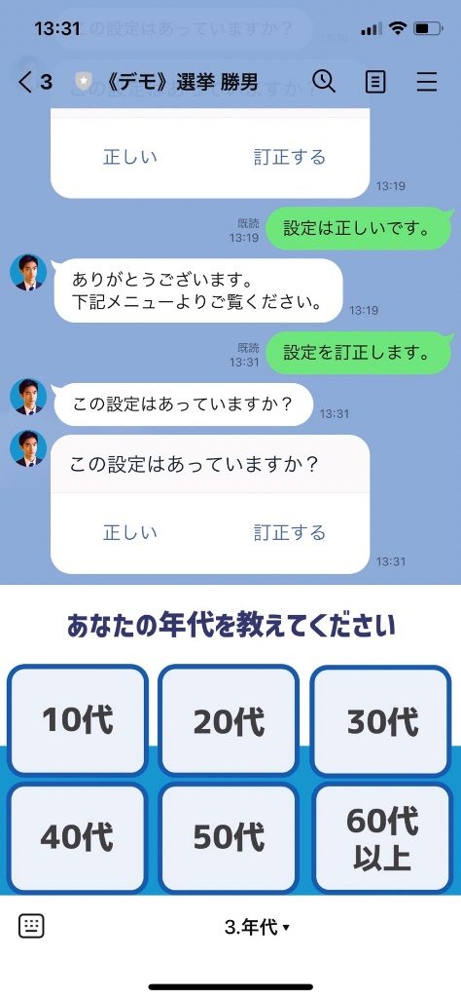 13:31
3
《デモ》選挙 勝男
正しい
訂正する
13:19
既読
13:19
設定は正しいです。
ありがとうございます。
下記メニューよりご覧ください。
13:19
既読
13:31
設定を訂正します。
この設定はあっていますか？
13:31
この設定はあっていますか？
正しい
訂正する
13:31
あなたの年代を教えてください
10代
20代
30代
40代
50代
60代
以上
3.年代▼